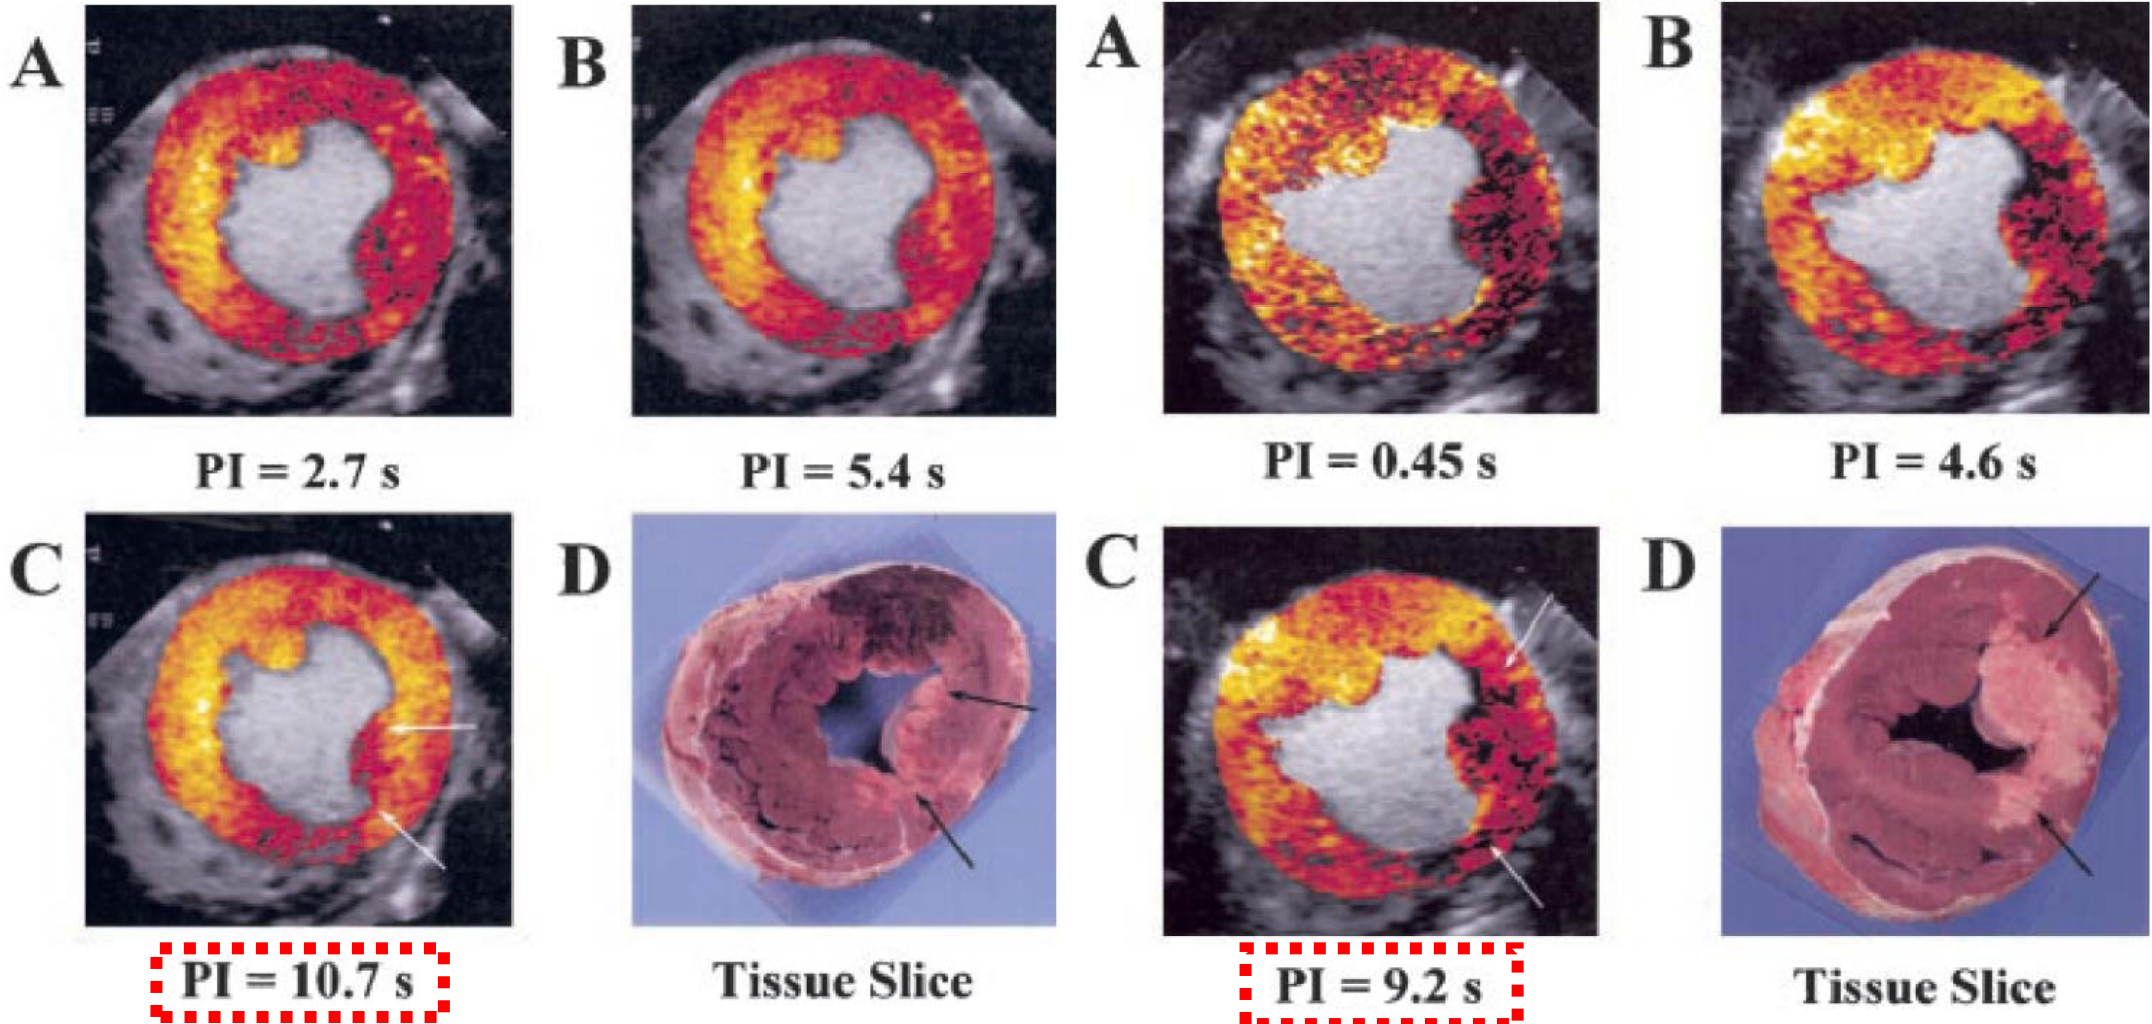 A
B
A
B
PI = 2.7 s
PI = 5.4 s
PI = 0.45 s
PI = 4.6 s
C
D
C
D
PI = 10.7 s
Tissue Slice
PI = 9.2 s
Tissue Slice